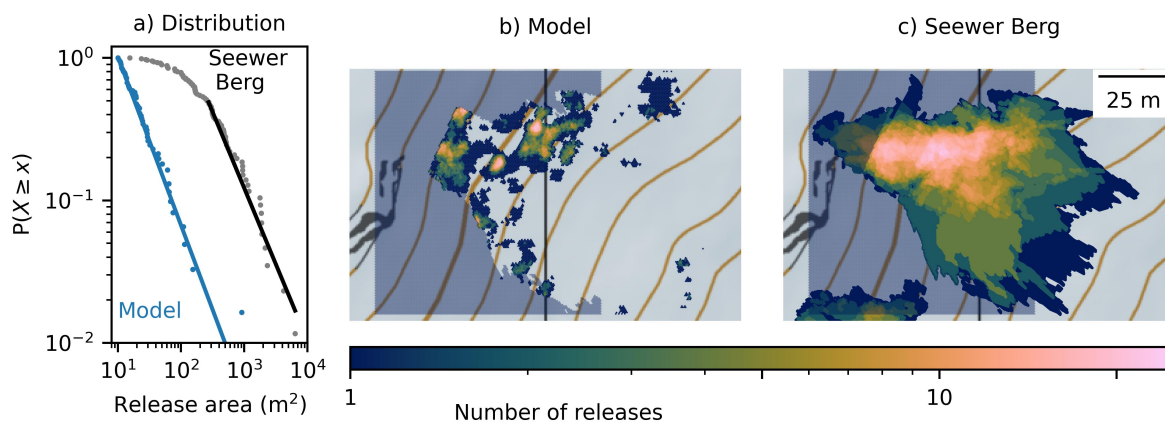 a) Distribution
b) Model
c) Seewer Berg
Seewer
Berg
Model
P(X ≥ x)
10⁰
10⁻¹
10⁻²
10¹ 10² 10³ 10⁴
Release area (m²)
25 m
1 10
Number of releases